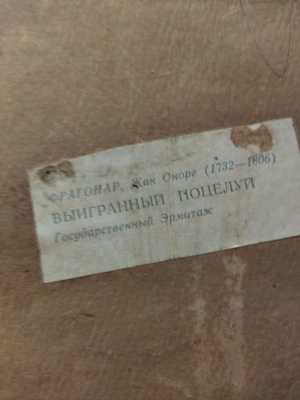 ФРАГОНАР, Жан Оноре (1732—1806)
ВЫИГРАННЫЙ ПОЦЕЛУЙ
Государственный Эрмитаж